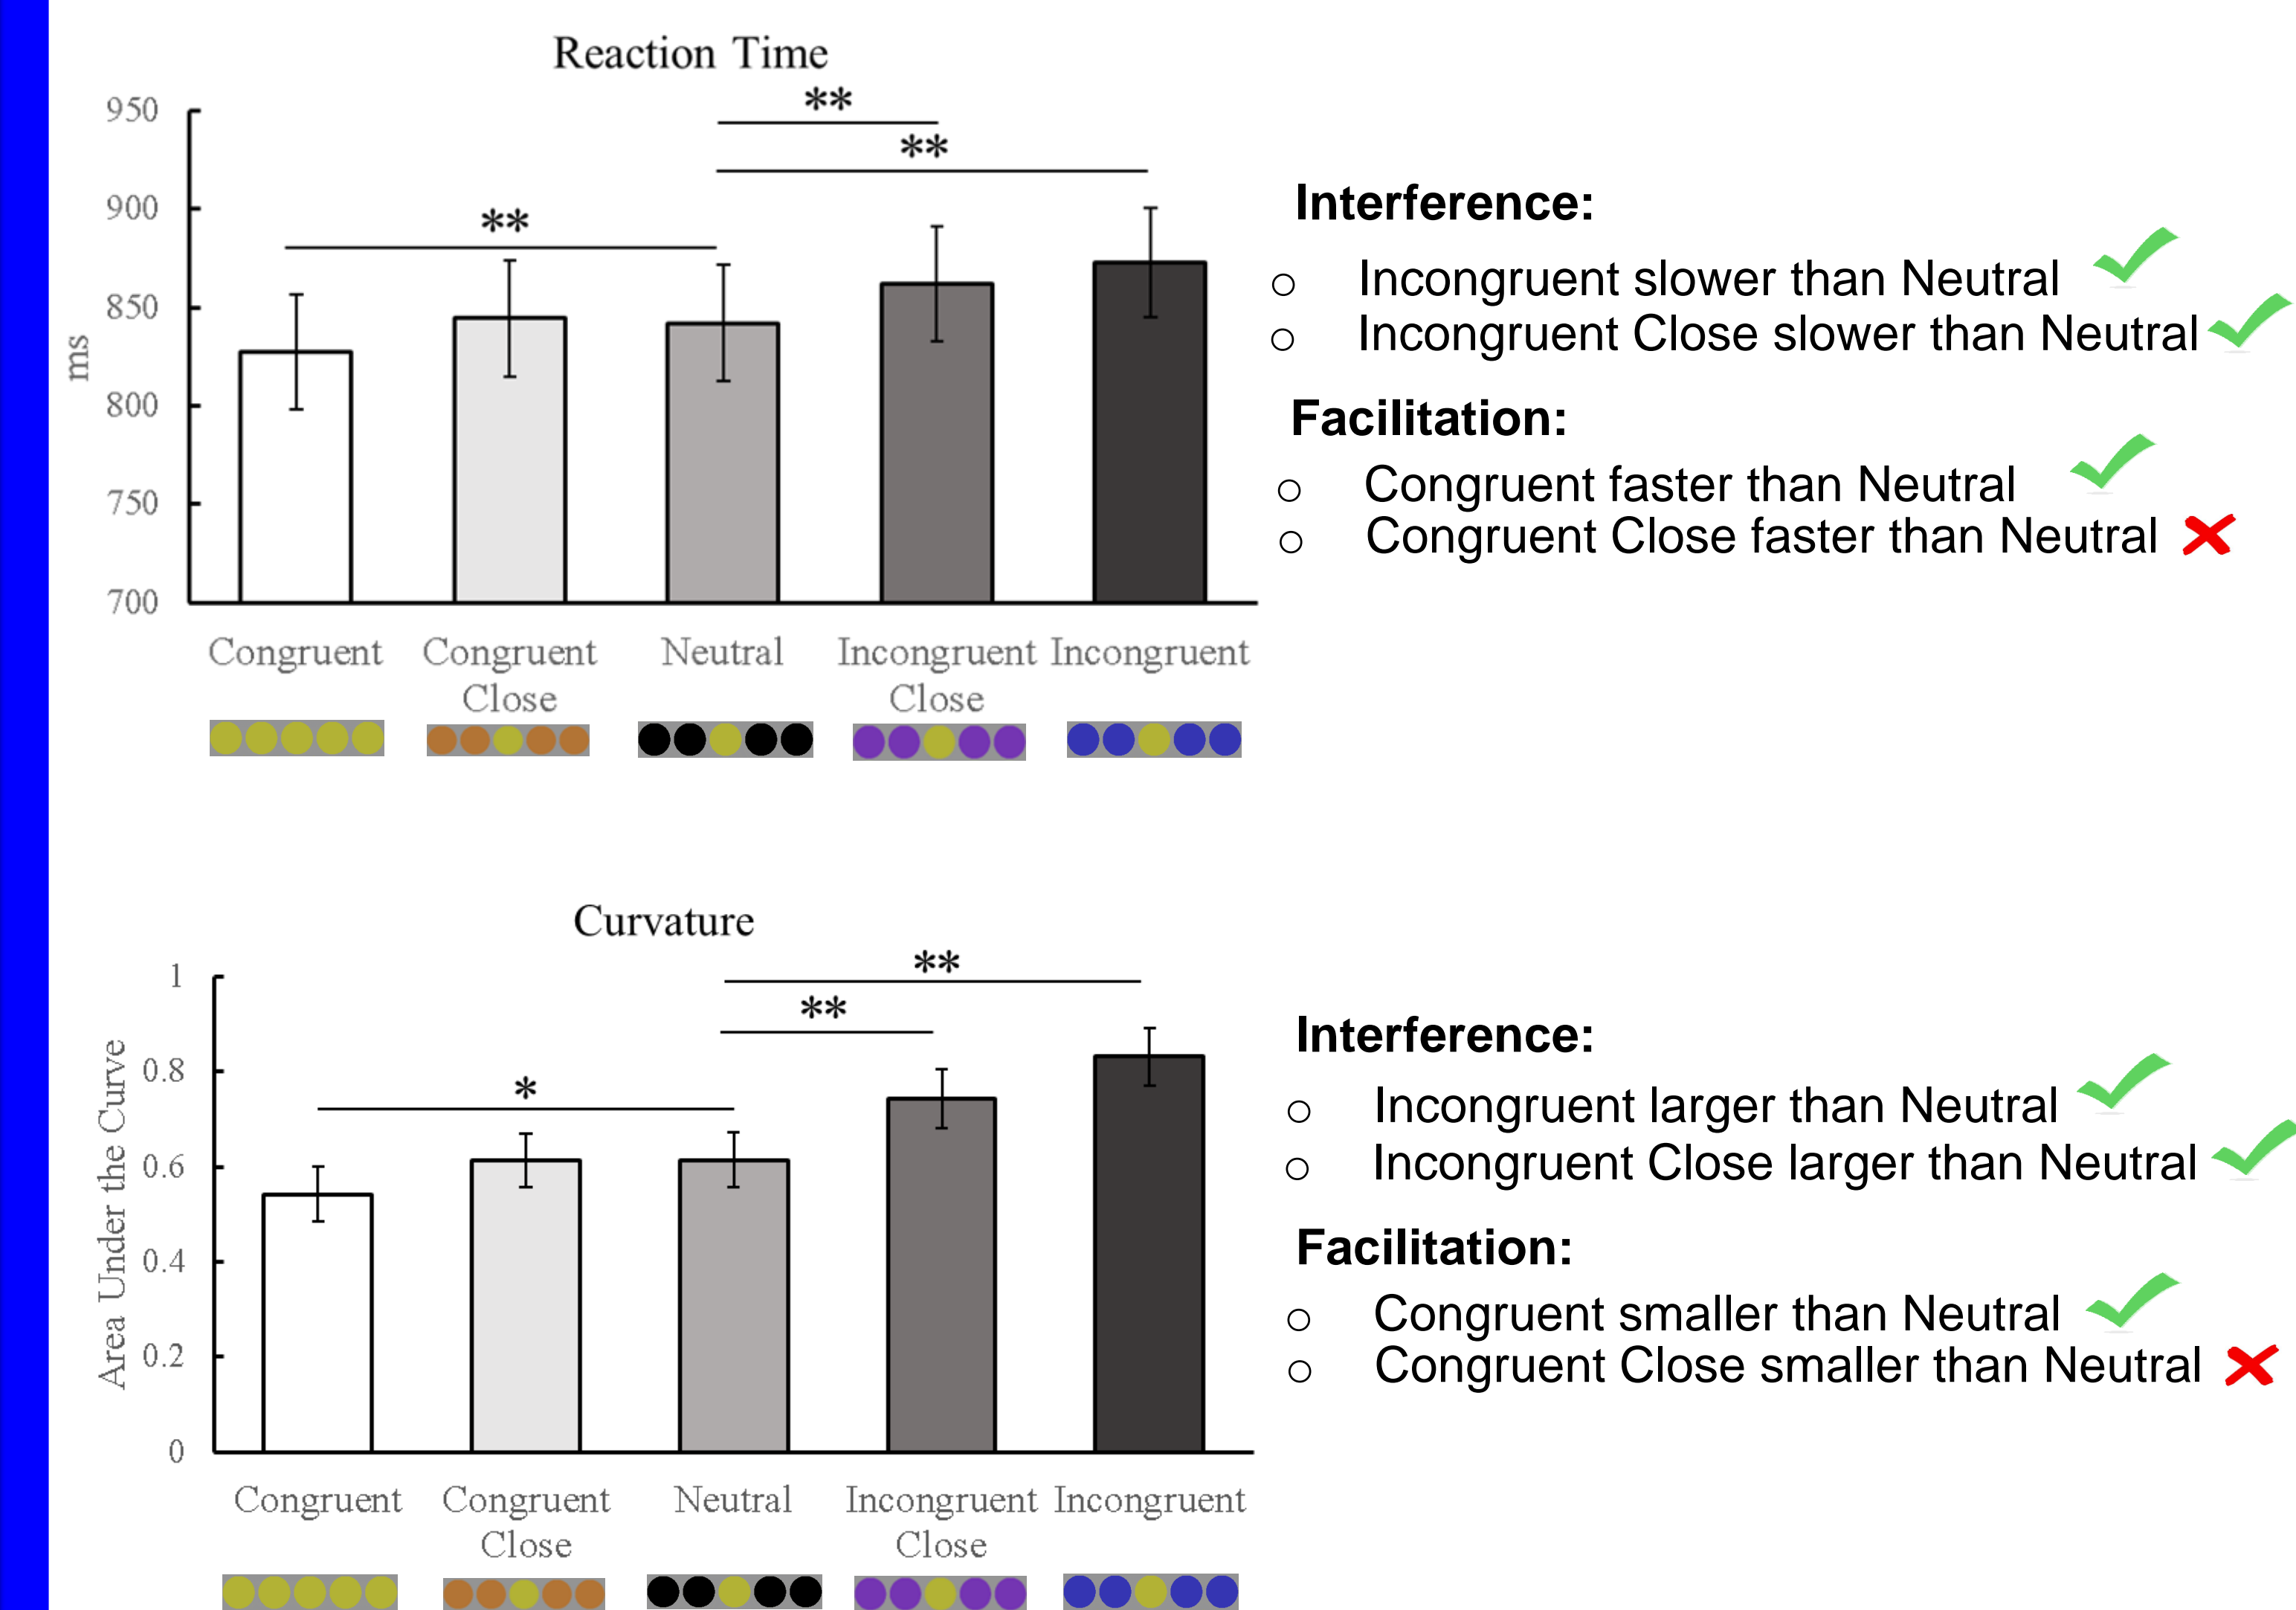 Reaction Time
**
950
**
900
**
850
ms
800
750
700
Congruent Congruent Close Neutral Incongruent Close Incongruent
Interference:
○ Incongruent slower than Neutral
○ Incongruent Close slower than Neutral
Facilitation:
○ Congruent faster than Neutral
○ Congruent Close faster than Neutral
Curvature
**
1
**
0.8
*
0.6
Area Under the Curve
0.4
0.2
0
Congruent Congruent Close Neutral Incongruent Close Incongruent
Interference:
○ Incongruent larger than Neutral
○ Incongruent Close larger than Neutral
Facilitation:
○ Congruent smaller than Neutral
○ Congruent Close smaller than Neutral